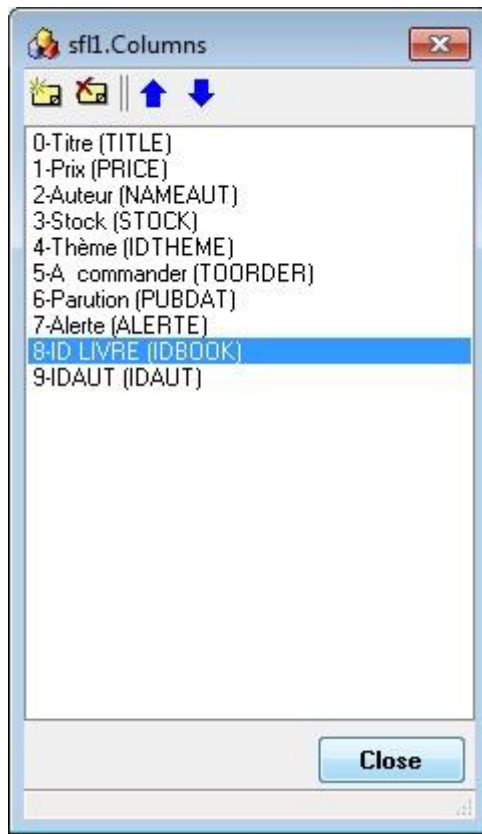 sfl1.Columns
0-Titre (TITLE)
1-Prix (PRICE)
2-Auteur (NAMEAUT)
3-Stock (STOCK)
4-Thème (IDTHEME)
5-A  commander (TOORDER)
6-Parution (PUBDAT)
7-Alerte (ALERTE)
8-ID LIVRE (IDBOOK)
9-IDAUT (IDAUT)
Close